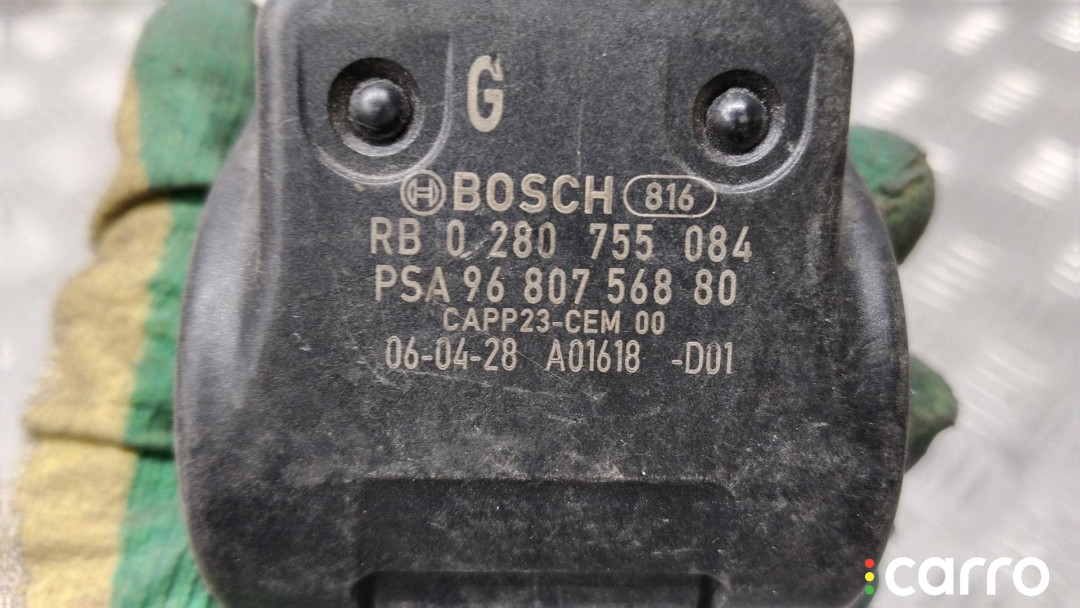 G
BOSCH 816
RB 0 280 755 084
PSA 96 807 568 80
CAPP23-CEM 00
06-04-28 A01618 -D01
carro